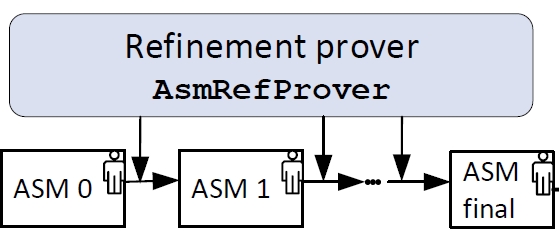 Refinement prover
AsmRefProver
ASM 0
ASM 1
...
ASM
final